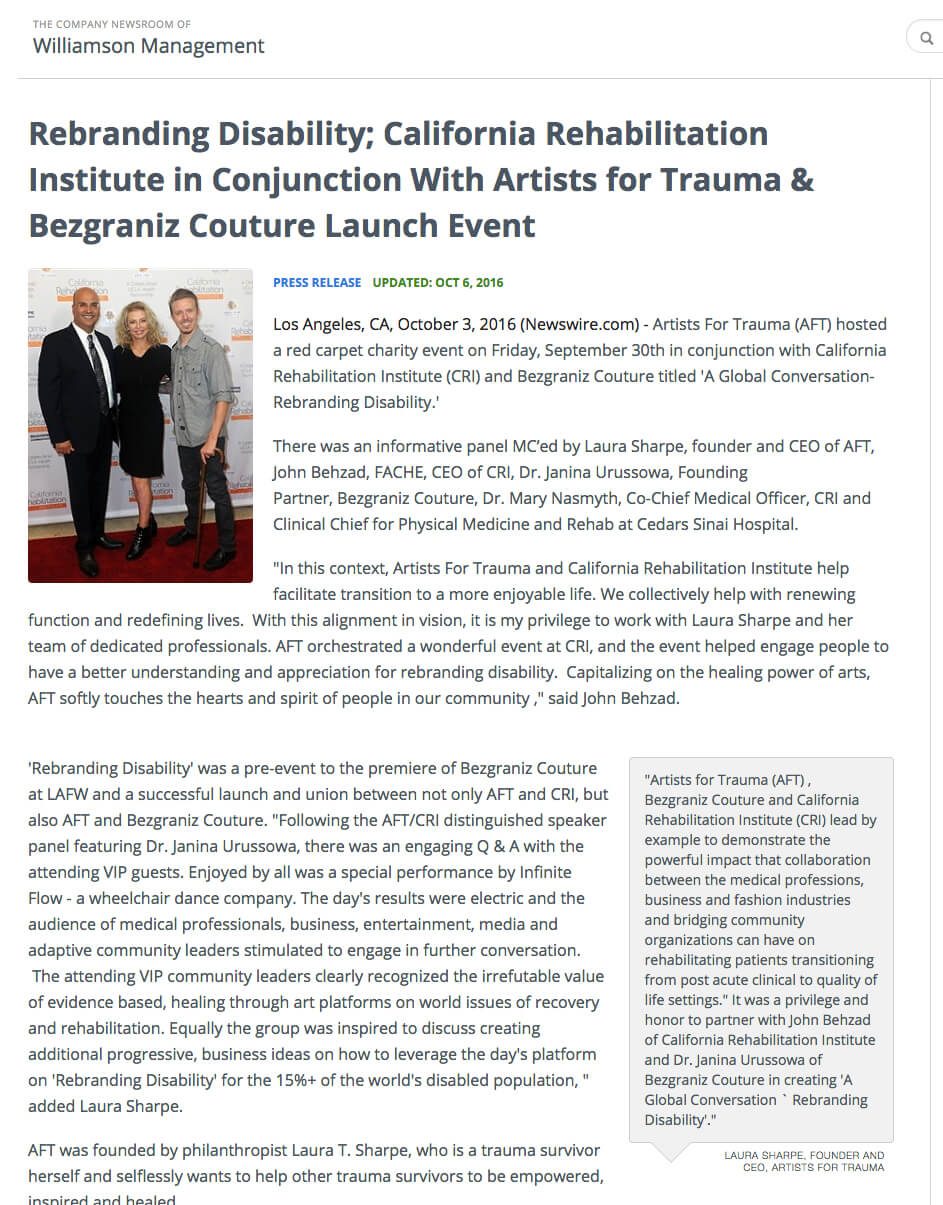 THE COMPANY NEWSROOM OF
Williamson Management
Rebranding Disability; California Rehabilitation
Institute in Conjunction With Artists for Trauma &
Bezgraniz Couture Launch Event
PRESS RELEASE UPDATED: OCT 6, 2016
Los Angeles, CA, October 3, 2016 (Newswire.com) - Artists For Trauma (AFT) hosted
a red carpet charity event on Friday, September 30th in conjunction with California
Rehabilitation Institute (CRI) and Bezgraniz Couture titled 'A Global Conversation-
Rebranding Disability.'
There was an informative panel MC’ed by Laura Sharpe, founder and CEO of AFT,
John Behzad, FACHE, CEO of CRI, Dr. Janina Urussowa, Founding
Partner, Bezgraniz Couture, Dr. Mary Nasmyth, Co-Chief Medical Officer, CRI and
Clinical Chief for Physical Medicine and Rehab at Cedars Sinai Hospital.
"In this context, Artists For Trauma and California Rehabilitation Institute help
facilitate transition to a more enjoyable life. We collectively help with renewing
function and redefining lives.  With this alignment in vision, it is my privilege to work with Laura Sharpe and her
team of dedicated professionals. AFT orchestrated a wonderful event at CRI, and the event helped engage people to
have a better understanding and appreciation for rebranding disability.  Capitalizing on the healing power of arts,
AFT softly touches the hearts and spirit of people in our community ," said John Behzad.
'Rebranding Disability' was a pre-event to the premiere of Bezgraniz Couture
at LAFW and a successful launch and union between not only AFT and CRI, but
also AFT and Bezgraniz Couture. "Following the AFT/CRI distinguished speaker
panel featuring Dr. Janina Urussowa, there was an engaging Q & A with the
attending VIP guests. Enjoyed by all was a special performance by Infinite
Flow - a wheelchair dance company. The day's results were electric and the
audience of medical professionals, business, entertainment, media and
adaptive community leaders stimulated to engage in further conversation.
The attending VIP community leaders clearly recognized the irrefutable value
of evidence based, healing through art platforms on world issues of recovery
and rehabilitation. Equally the group was inspired to discuss creating
additional progressive, business ideas on how to leverage the day's platform
on 'Rebranding Disability' for the 15%+ of the world's disabled population, "
added Laura Sharpe.
AFT was founded by philanthropist Laura T. Sharpe, who is a trauma survivor
herself and selflessly wants to help other trauma survivors to be empowered,
inspired and healed
"Artists for Trauma (AFT) ,
Bezgraniz Couture and California
Rehabilitation Institute (CRI) lead by
example to demonstrate the
powerful impact that collaboration
between the medical professions,
business and fashion industries
and bridging community
organizations can have on
rehabilitating patients transitioning
from post acute clinical to quality of
life settings." It was a privilege and
honor to partner with John Behzad
of California Rehabilitation Institute
and Dr. Janina Urussowa of
Bezgraniz Couture in creating 'A
Global Conversation ` Rebranding
Disability'."
LAURA SHARPE, FOUNDER AND
CEO, ARTISTS FOR TRAUMA